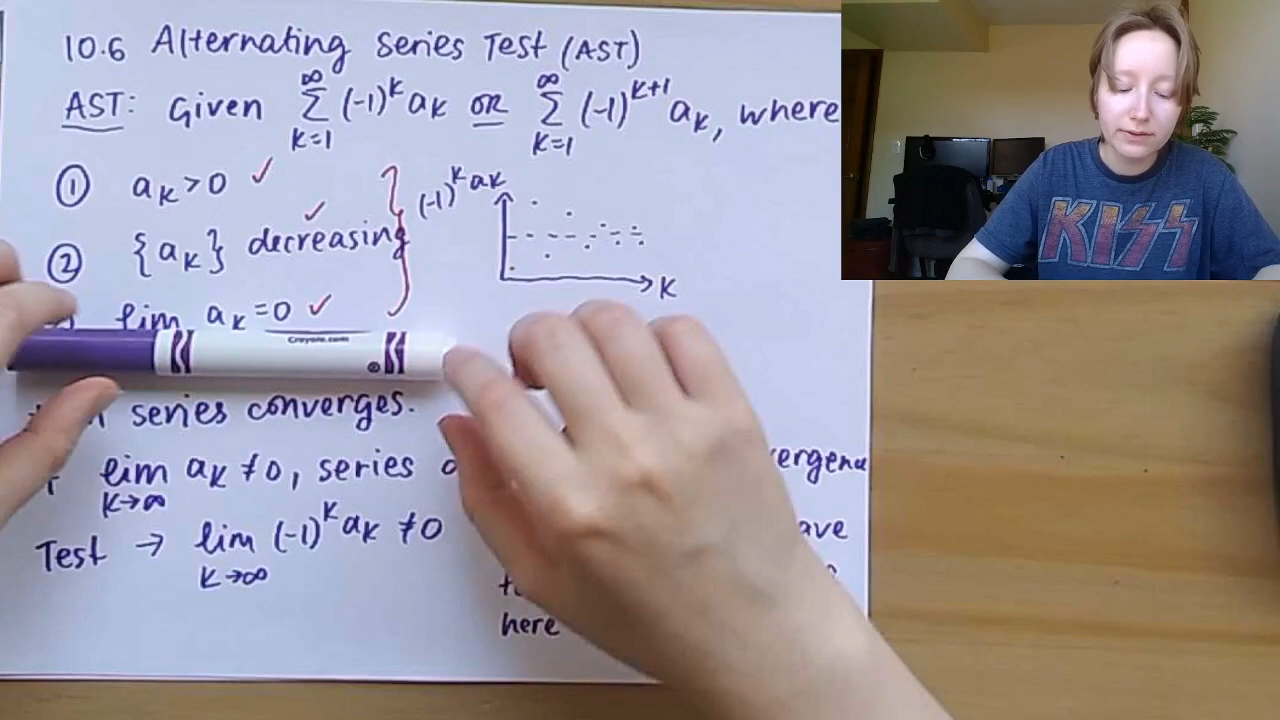 10.6 Alternating Series Test (AST)
AST: Given ∞ Σ k=1 (-1)^k a_k OR ∞ Σ k=1 (-1)^{k+1} a_k, where
① a_k > 0 ✓
② {a_k} decreasing ✓
lim a_k = 0 ✓
(-1)^k a_k
K
Crayola.com
series converges.
lim k→∞ a_k ≠ 0, series
Test → lim k→∞ (-1)^k a_k ≠ 0
here
KISS